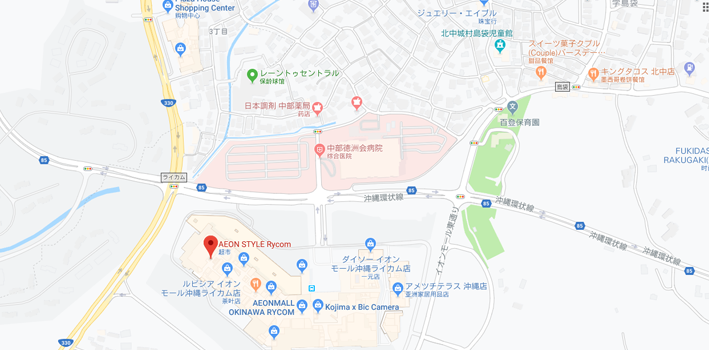 Shopping Center
购物中心
ジュエリー・エイブル
珠宝行
学島袋
3丁目
北中城村島袋児童館
スイーツ菓子クプル
(Couple)バースデー...
甜品餐馆
キングタコス 北中店
墨西哥卷饼餐馆
レーントゥセントラル
保龄球馆
島袋
330
日本調剤 中部薬局
药店
百登保育園
中部徳洲会病院
综合医院
FUKIDAS
RAKUGAKI(
85
ライカム
85
85
沖縄環状線
85
沖縄環状線
85
沖縄環状線
85
イオンモール東通り
AEON STYLE Rycom
超市
ダイソー イオン
モール沖縄ライカム店
一元店
ルピシア イオン
モール沖縄ライカム店
茶叶店
アメツチテラス 沖縄店
亚洲家居用品店
AEONMALL
OKINAWA RYCOM
Kojima x Bic Camera
330